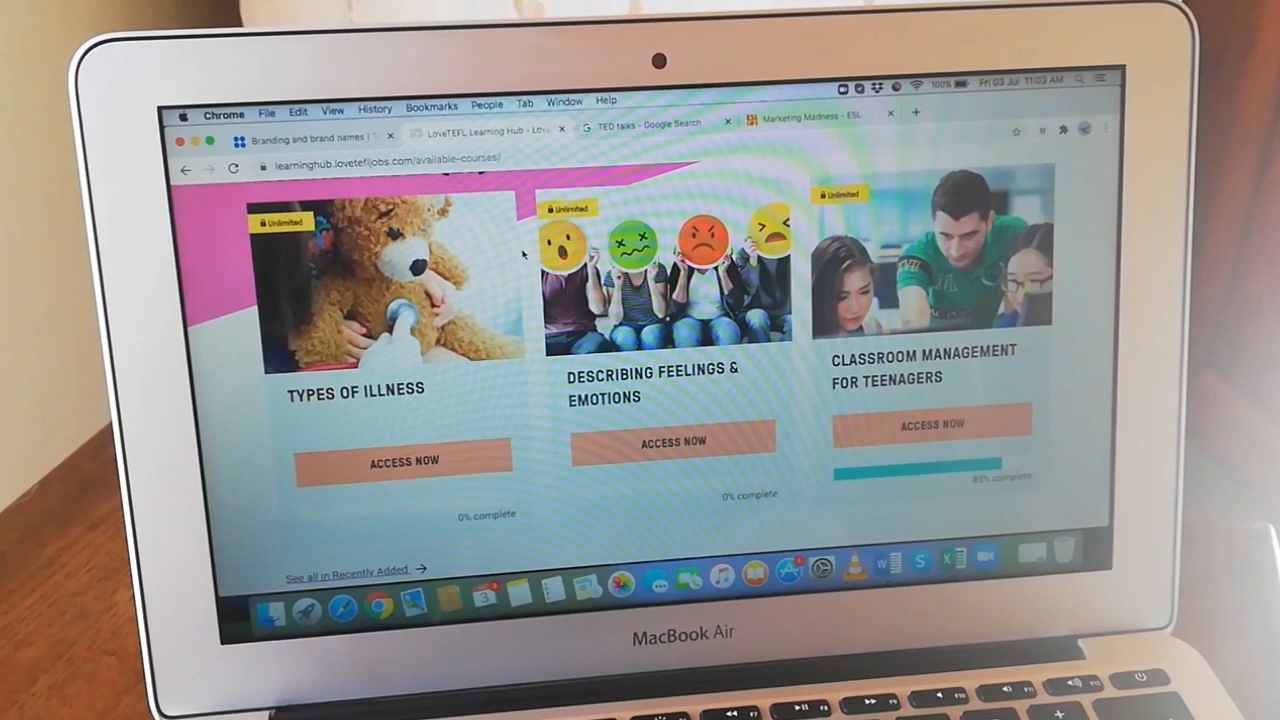 Chrome File Edit View History Bookmarks People Tab Window Help
100% Fri 03 Jul 11:03 AM
Branding and brand names | T
LoveTEFL Learning Hub - Lov
TED talks - Google Search
Marketing Madness - ESL
learninghub.lovetefljobs.com/available-courses/
Unlimited
Unlimited
Unlimited
TYPES OF ILLNESS
DESCRIBING FEELINGS &
EMOTIONS
CLASSROOM MANAGEMENT
FOR TEENAGERS
ACCESS NOW
ACCESS NOW
ACCESS NOW
0% complete
0% complete
85% complete
See all in Recently Added
3
MacBook Air